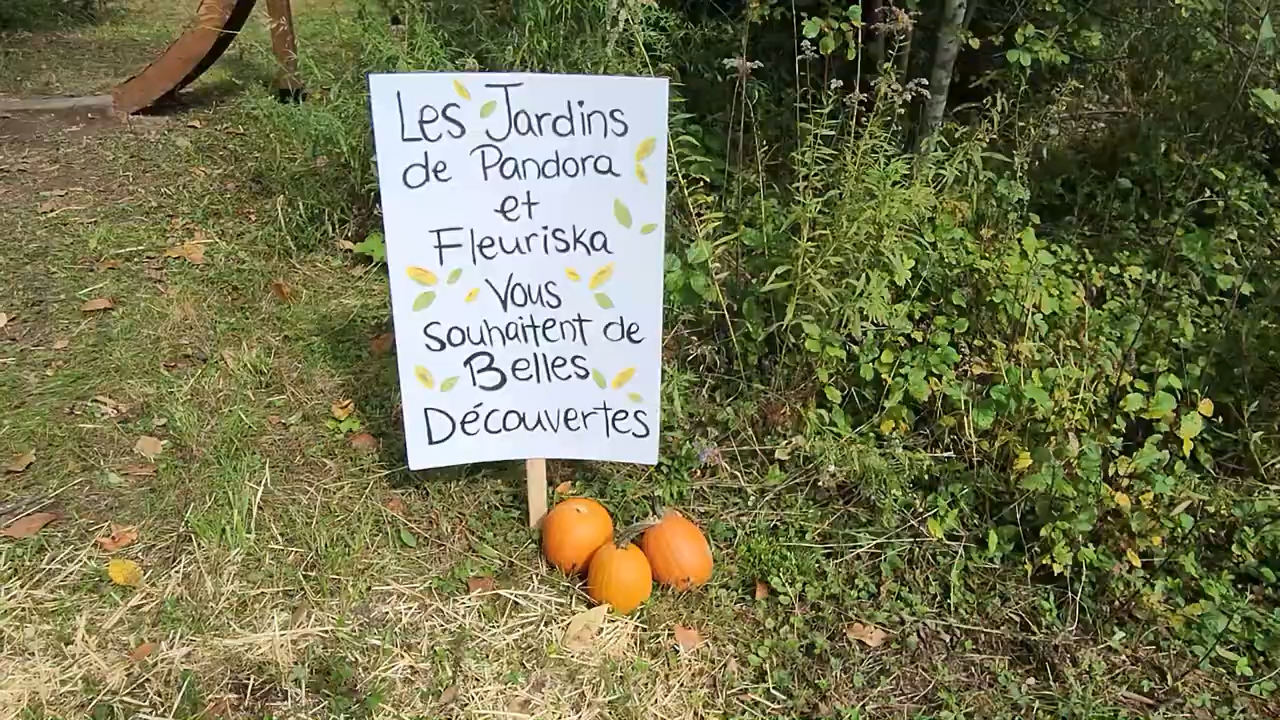 Les Jardins
de Pandora
et
Fleuriska
Vous
souhaitent de
Belles
Découvertes